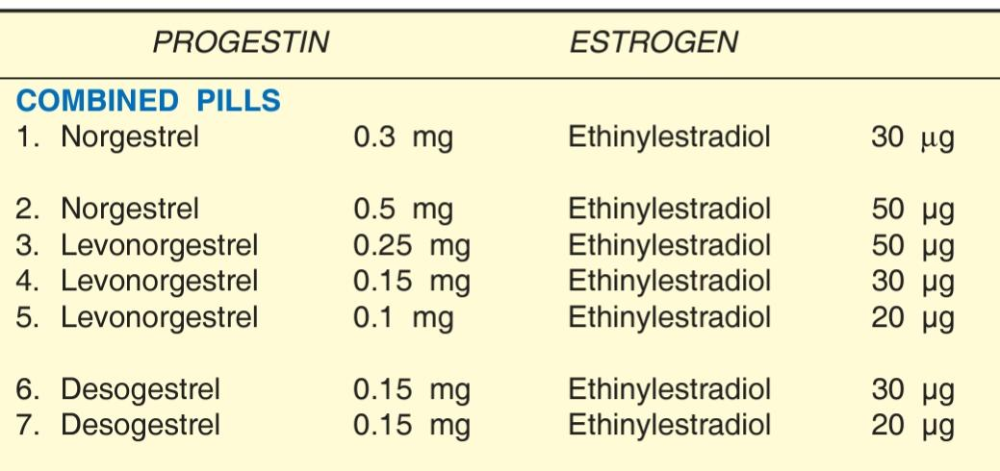 PROGESTIN ESTROGEN
COMBINED PILLS
1. Norgestrel 0.3 mg Ethinylestradiol 30 μg
2. Norgestrel 0.5 mg Ethinylestradiol 50 µg
3. Levonorgestrel 0.25 mg Ethinylestradiol 50 µg
4. Levonorgestrel 0.15 mg Ethinylestradiol 30 µg
5. Levonorgestrel 0.1 mg Ethinylestradiol 20 µg
6. Desogestrel 0.15 mg Ethinylestradiol 30 µg
7. Desogestrel 0.15 mg Ethinylestradiol 20 µg